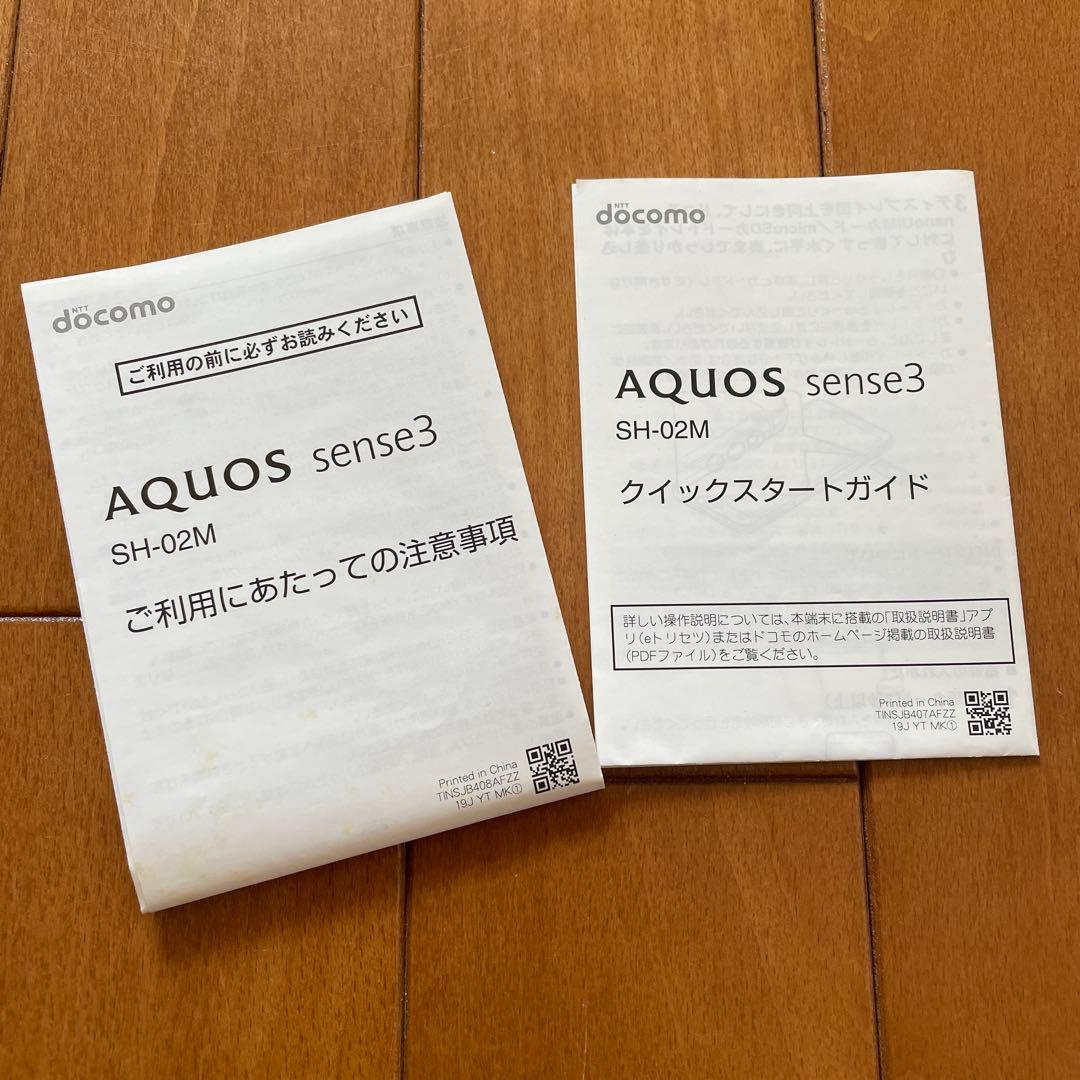 NTT
docomo
ご利用の前に必ずお読みください
AQUOS sense3
SH-02M
ご利用にあたっての注意事項
Printed in China
TINSJB408AFZZ
19J YT MK①
NTT
docomo
AQUOS sense3
SH-02M
クイックスタートガイド
詳しい操作説明については、本端末に搭載の「取扱説明書」アプ
リ(eトリセツ)またはドコモのホームページ掲載の取扱説明書
(PDFファイル)をご覧ください。
Printed in China
TINSJB407AFZZ
19J YT MK①